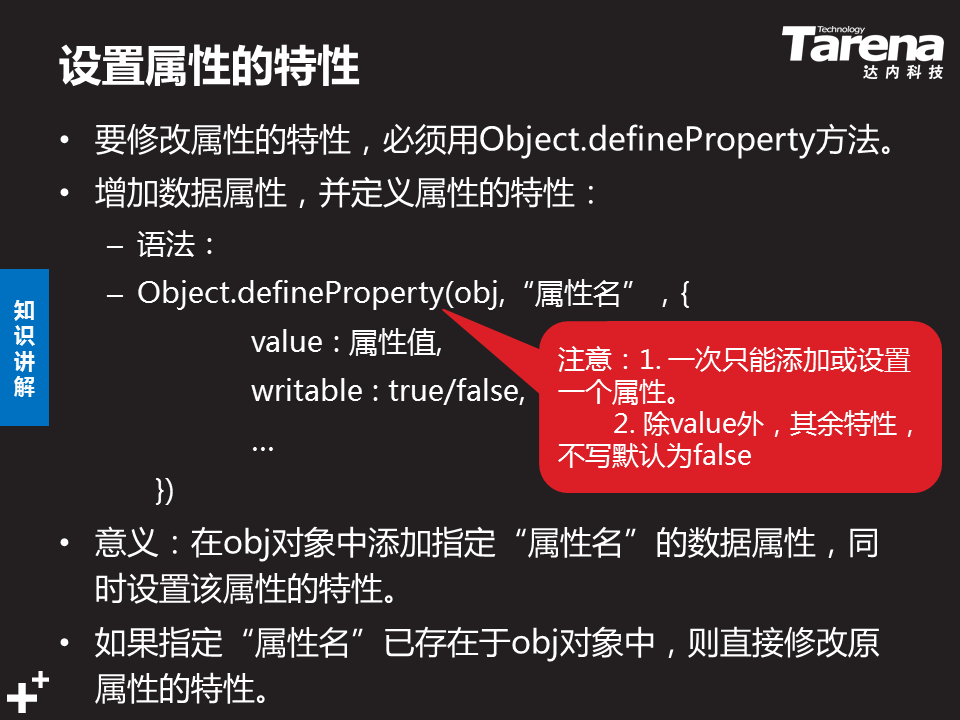 设置属性的特性
Technology
Tarena
达内科技
• 要修改属性的特性，必须用Object.defineProperty方法。
• 增加数据属性，并定义属性的特性：
– 语法：
– Object.defineProperty(obj,“属性名”，{
value : 属性值,
writable : true/false,
…
})
注意：1. 一次只能添加或设置
一个属性。
2. 除value外，其余特性，
不写默认为false
• 意义：在obj对象中添加指定“属性名”的数据属性，同
时设置该属性的特性。
• 如果指定“属性名”已存在于obj对象中，则直接修改原
属性的特性。
知
识
讲
解